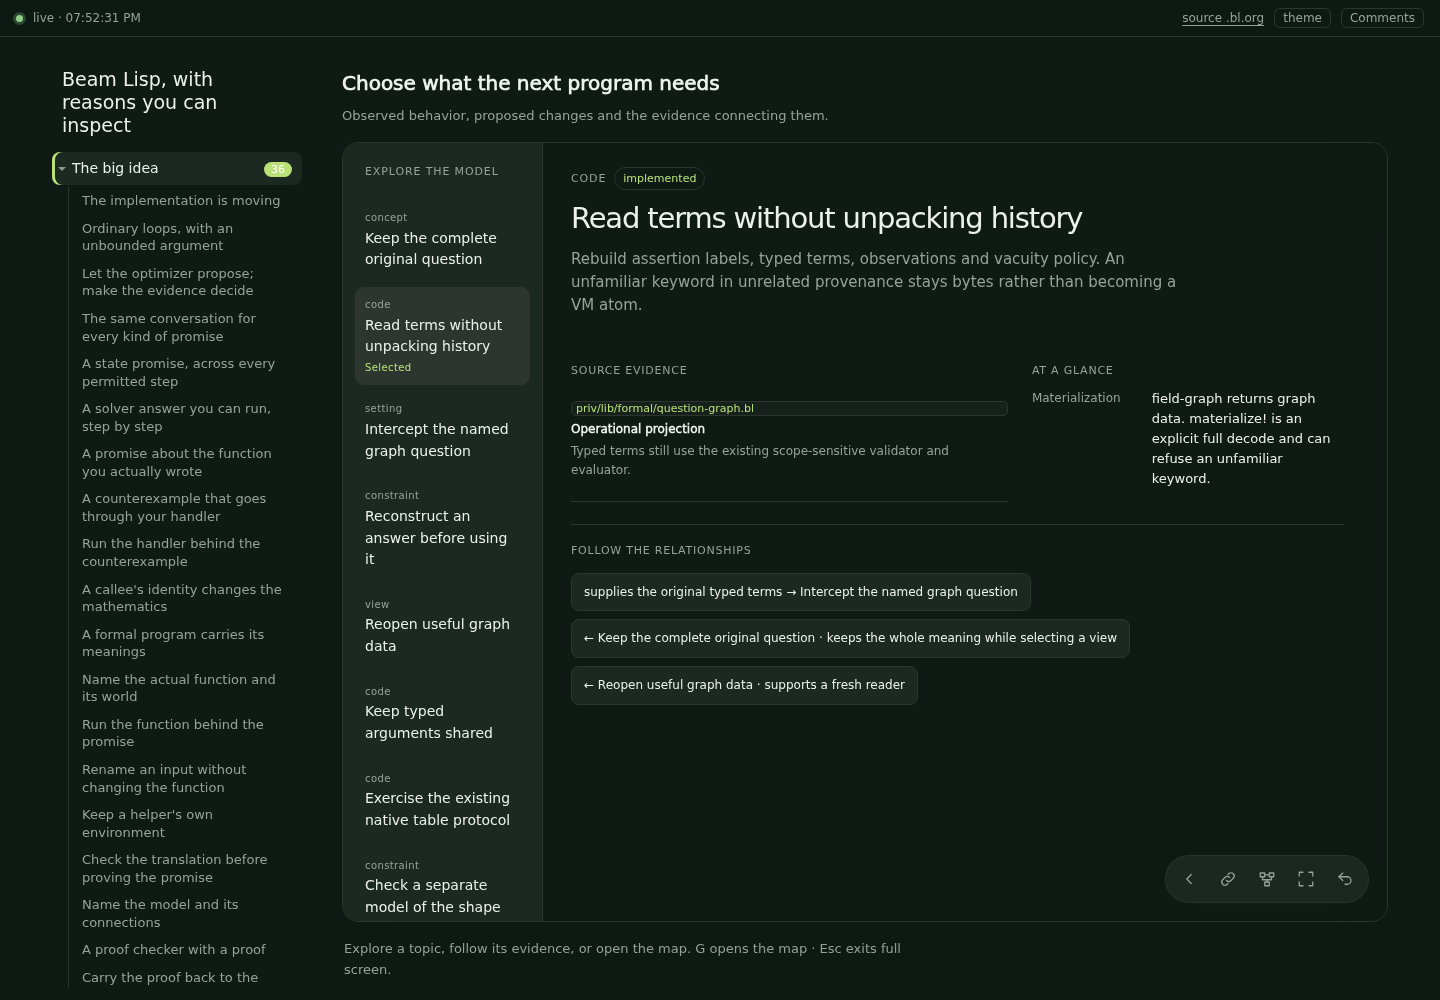 live · 07:52:31 PM
source .bl.org
theme
Comments
Beam Lisp, with
reasons you can
inspect
The big idea
36
The implementation is moving
Ordinary loops, with an
unbounded argument
Let the optimizer propose;
make the evidence decide
The same conversation for
every kind of promise
A state promise, across every
permitted step
A solver answer you can run,
step by step
A promise about the function
you actually wrote
A counterexample that goes
through your handler
Run the handler behind the
counterexample
A callee's identity changes the
mathematics
A formal program carries its
meanings
Name the actual function and
its world
Run the function behind the
promise
Rename an input without
changing the function
Keep a helper's own
environment
Check the translation before
proving the promise
Name the model and its
connections
A proof checker with a proof
Carry the proof back to the
Choose what the next program needs
Observed behavior, proposed changes and the evidence connecting them.
EXPLORE THE MODEL
concept
Keep the complete
original question
code
Read terms without
unpacking history
Selected
setting
Intercept the named
graph question
constraint
Reconstruct an
answer before using
it
view
Reopen useful graph
data
code
Keep typed
arguments shared
code
Exercise the existing
native table protocol
constraint
Check a separate
model of the shape
CODE
implemented
Read terms without unpacking history
Rebuild assertion labels, typed terms, observations and vacuity policy. An
unfamiliar keyword in unrelated provenance stays bytes rather than becoming a
VM atom.
SOURCE EVIDENCE
priv/lib/formal/question-graph.bl
Operational projection
Typed terms still use the existing scope-sensitive validator and
evaluator.
AT A GLANCE
Materialization
field-graph returns graph
data. materialize! is an
explicit full decode and can
refuse an unfamiliar
keyword.
FOLLOW THE RELATIONSHIPS
supplies the original typed terms → Intercept the named graph question
← Keep the complete original question · keeps the whole meaning while selecting a view
← Reopen useful graph data · supports a fresh reader
Explore a topic, follow its evidence, or open the map. G opens the map · Esc exits full
screen.